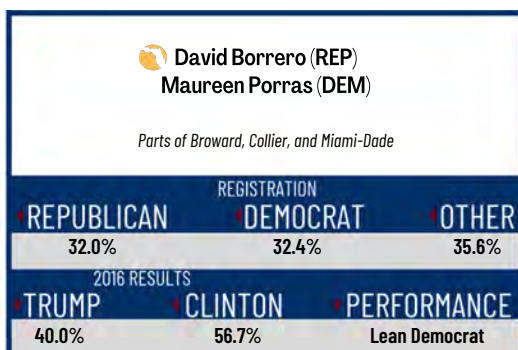 David Borrero (REP)
Maureen Porras (DEM)
Parts of Broward, Collier, and Miami-Dade
REGISTRATION
REPUBLICAN DEMOCRAT OTHER
32.0% 32.4% 35.6%
2016 RESULTS
TRUMP CLINTON PERFORMANCE
40.0% 56.7% Lean Democrat